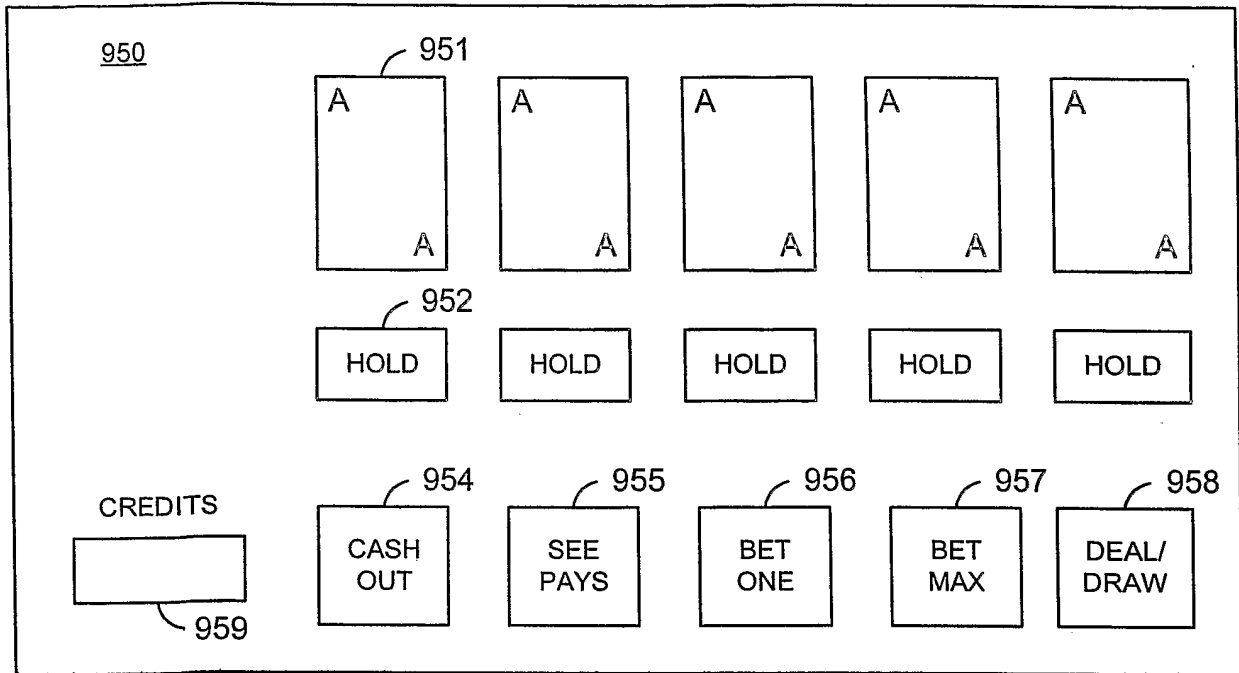 950
951
A A A A A
A A A A A
952
HOLD HOLD HOLD HOLD HOLD
954 955 956 957 958
CREDITS
CASH OUT
SEE PAYS
BET ONE
BET MAX
DEAL/ DRAW
959